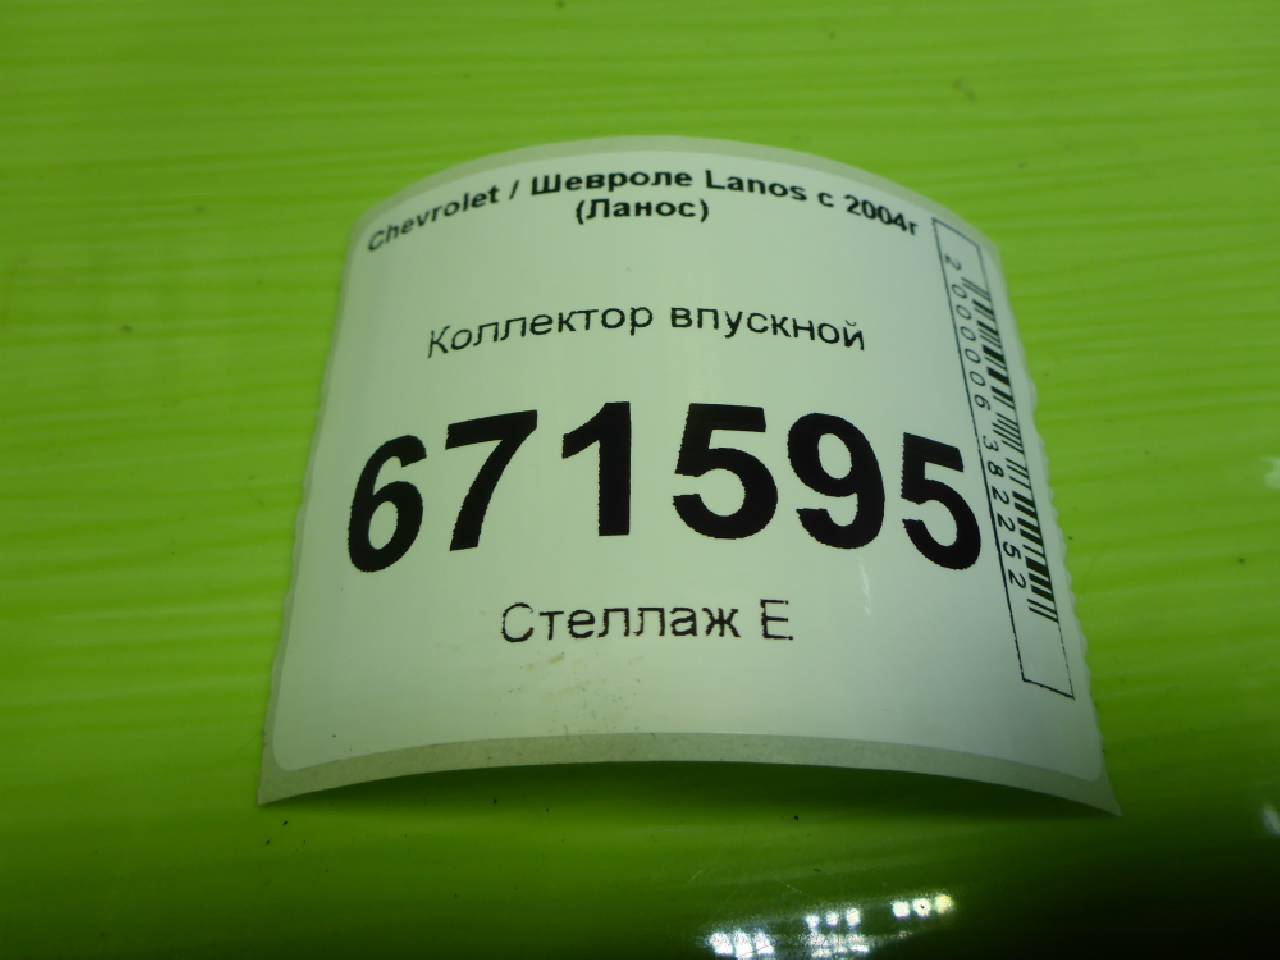 Chevrolet / Шевроле Lanos с 2004г
(Ланос)
Коллектор впускной
671595
Стеллаж Е
2000006382252